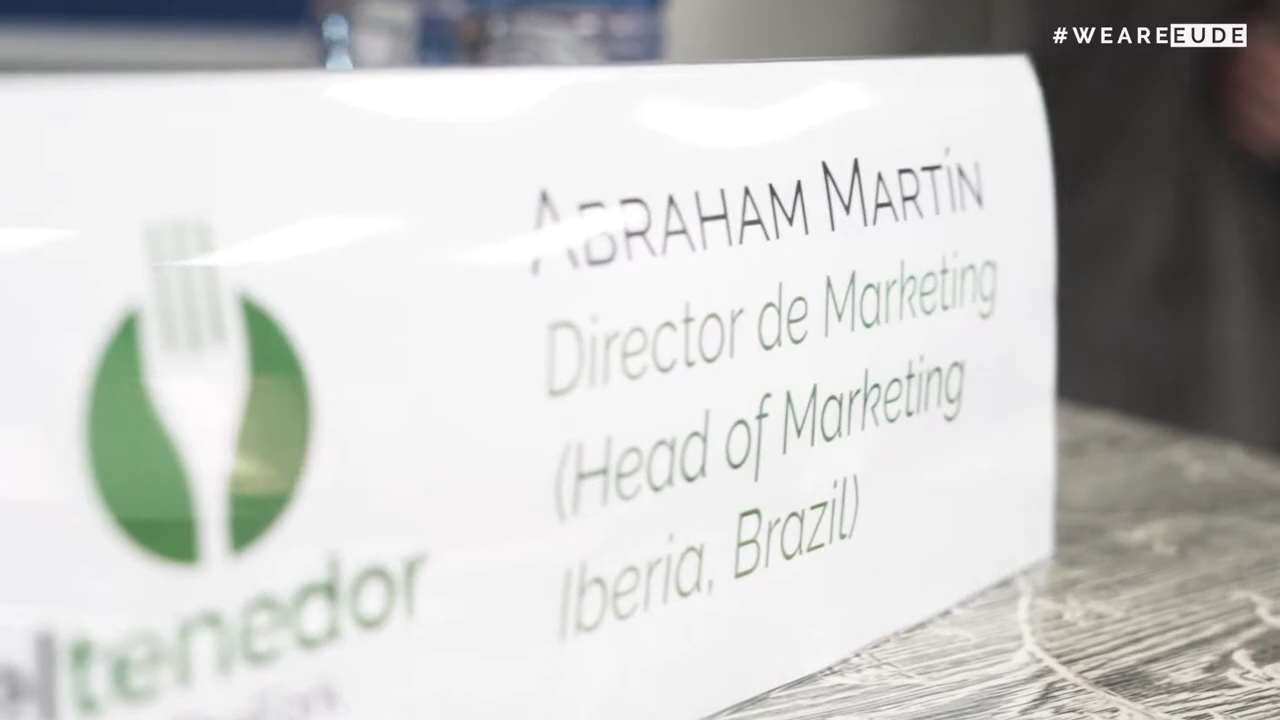 #WEAREEUDE
ABRAHAM MARTÍN
Director de Marketing
(Head of Marketing
Iberia, Brazil)
eltenedor